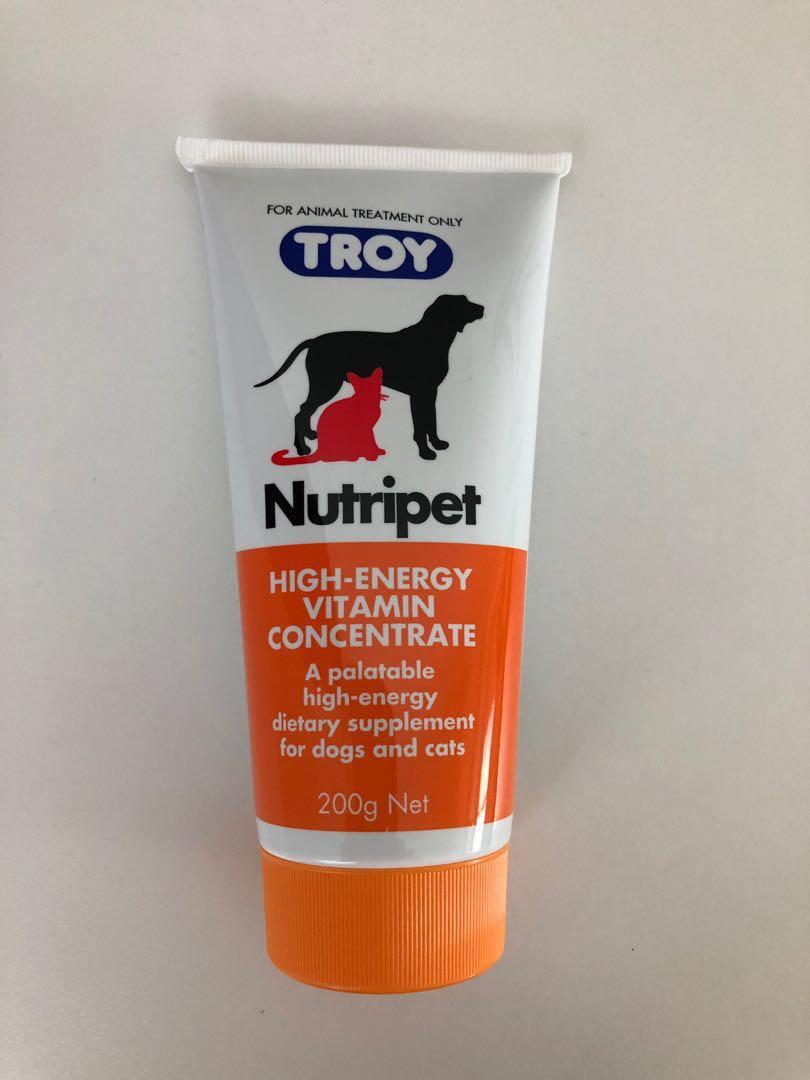 FOR ANIMAL TREATMENT ONLY
TROY
Nutripet
HIGH-ENERGY
VITAMIN
CONCENTRATE
A palatable
high-energy
dietary supplement
for dogs and cats
200g Net